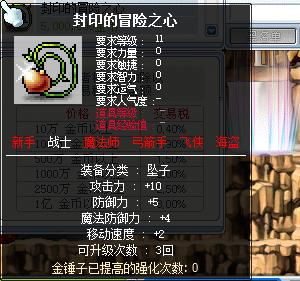 封印的冒险之心
要求等级: 11
要求力量: 0
要求敏捷: 0
要求智力: 0
要求运气: 0
要求人气度: -
道具等级:
道具经验值:
新手 战士 魔法师 弓箭手 飞侠 海盗
装备分类 : 坠子
攻击力 : +10
防御力 : +5
魔法防御力 : +4
移动速度 : +2
可升级次数 : 3回
金锤子已提高的强化次数: 0